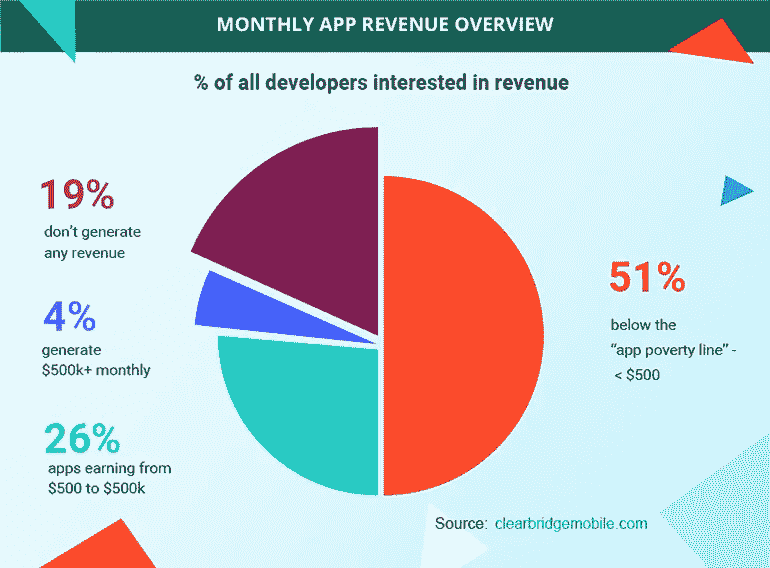 MONTHLY APP REVENUE OVERVIEW
% of all developers interested in revenue
19%
don't generate
any revenue
4%
generate
$500k+ monthly
26%
apps earning from
$500 to $500k
51%
below the
“app poverty line” -
< $500
Source: clearbridgemobile.com